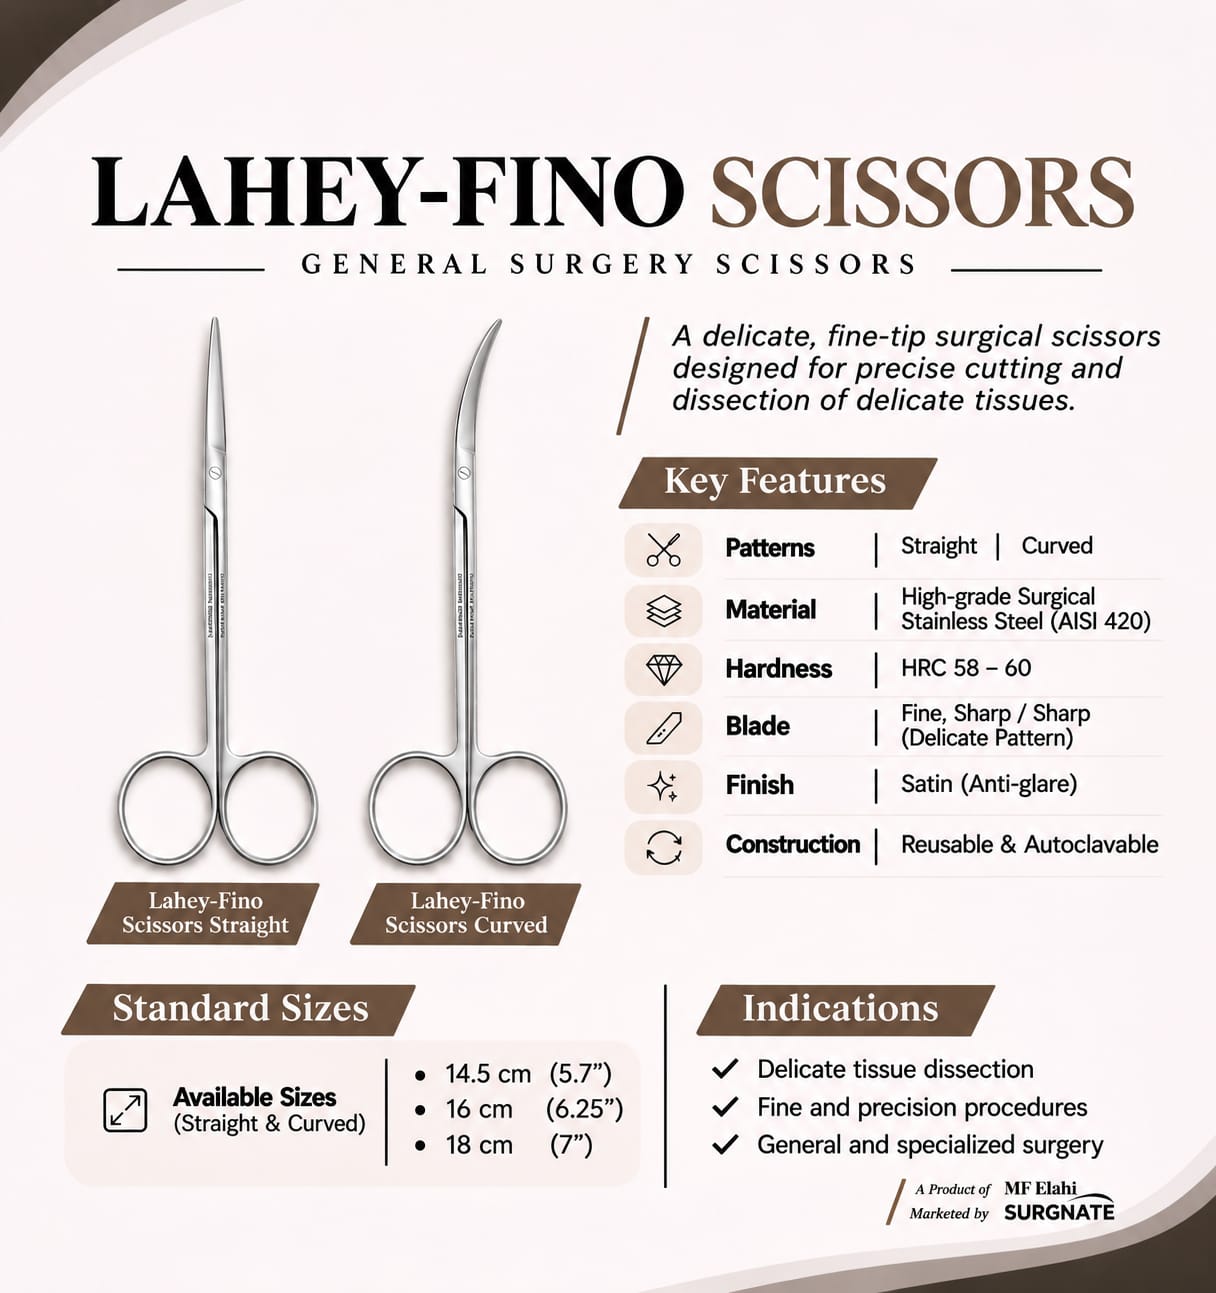 LAHEY-FINO SCISSORS
GENERAL SURGERY SCISSORS
A delicate, fine-tip surgical scissors
designed for precise cutting and
dissection of delicate tissues.
Key Features
Patterns | Straight | Curved
Material | High-grade Surgical
Stainless Steel (AISI 420)
Hardness | HRC 58 – 60
Blade | Fine, Sharp / Sharp
(Delicate Pattern)
Finish | Satin (Anti-glare)
Construction | Reusable & Autoclavable
Lahey-Fino
Scissors Straight
Lahey-Fino
Scissors Curved
Standard Sizes
Available Sizes
(Straight & Curved)
• 14.5 cm (5.7”)
• 16 cm (6.25”)
• 18 cm (7”)
Indications
✓ Delicate tissue dissection
✓ Fine and precision procedures
✓ General and specialized surgery
A Product of MF Elahi
Marketed by SURGNATE